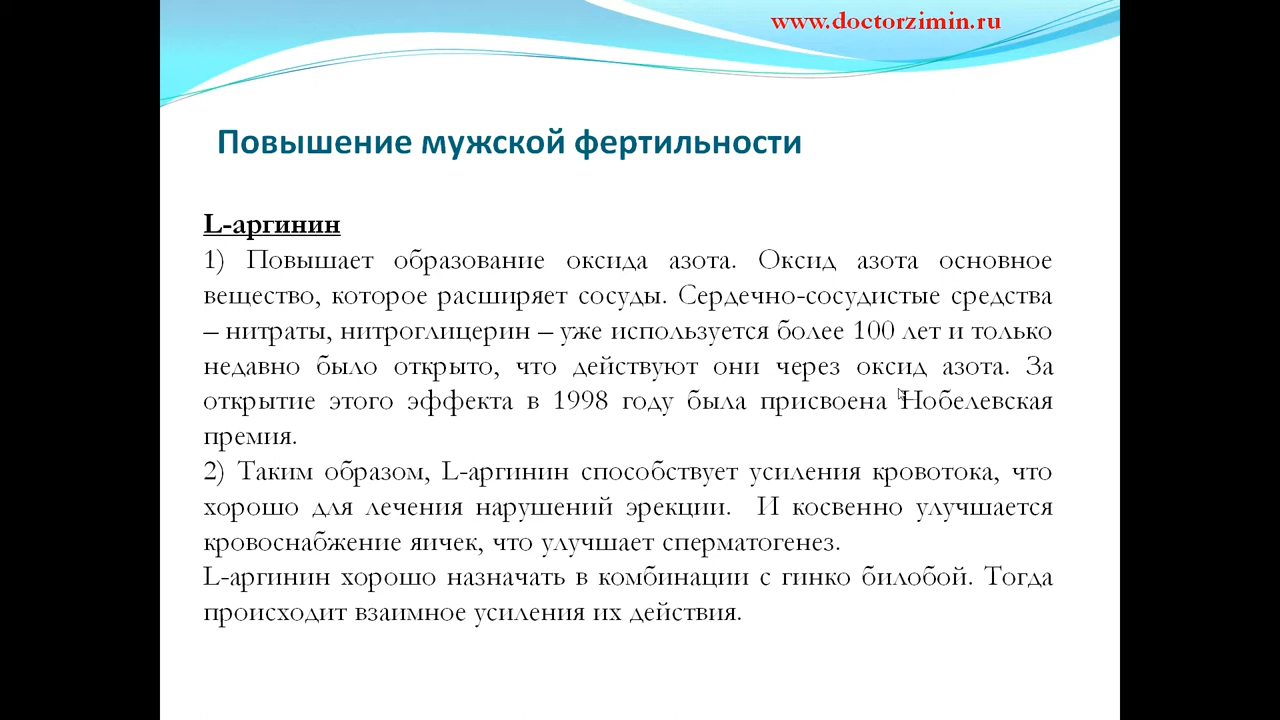 www.doctorzimin.ru
Повышение мужской фертильности
L-аргинин
1) Повышает образование оксида азота. Оксид азота основное
вещество, которое расширяет сосуды. Сердечно-сосудистые средства
– нитраты, нитроглицерин – уже используется более 100 лет и только
недавно было открыто, что действуют они через оксид азота. За
открытие этого эффекта в 1998 году была присвоена Нобелевская
премия.
2) Таким образом, L-аргинин способствует усиления кровотока, что
хорошо для лечения нарушений эрекции. И косвенно улучшается
кровоснабжение яичек, что улучшает сперматогенез.
L-аргинин хорошо назначать в комбинации с гинко билобой. Тогда
происходит взаимное усиления их действия.